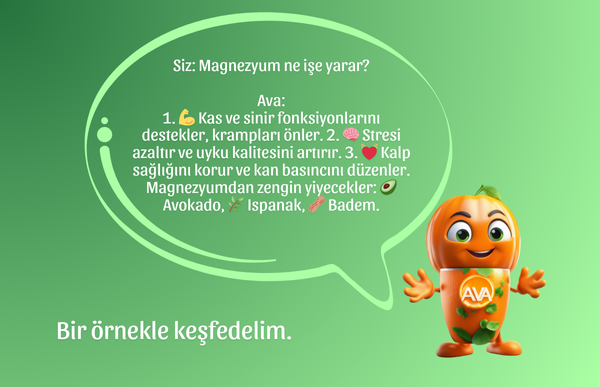 Siz: Magnezyum ne işe yarar?
Ava:
1. 💪 Kas ve sinir fonksiyonlarını
destekler, krampları önler. 2. 🧠 Stresi
azaltır ve uyku kalitesini artırır. 3. ❤️ Kalp
sağlığını korur ve kan basıncını düzenler.
Magnezyumdan zengin yiyecekler: 🥑
Avokado, 🌿 Ispanak, 🥓 Badem.
AVA
Bir örnekle keşfedelim.